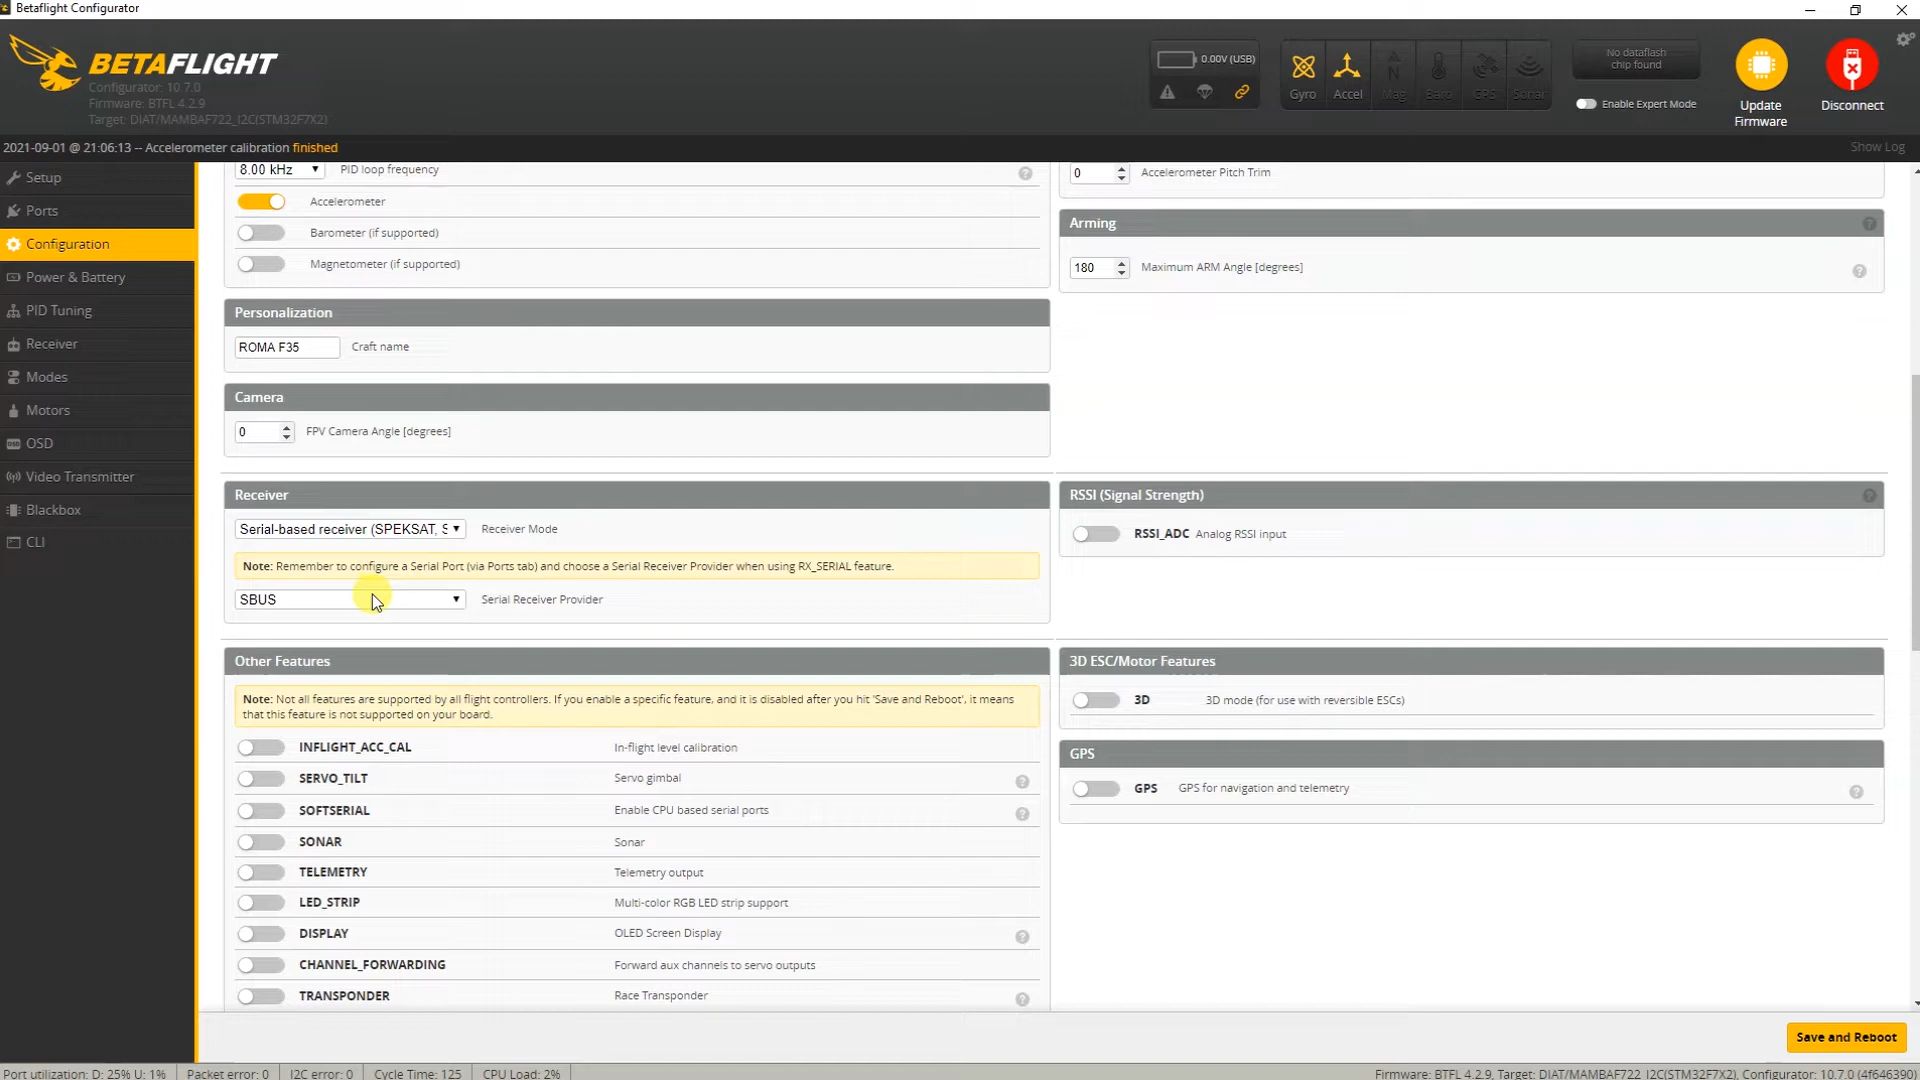 Betaflight Configurator
BETAFLIGHT
Configurator: 10.7.0
Firmware: BTFL 4.2.9
Target: DIAT/MAMBAF722_I2C(STM32F7X2)
0.00V (USB)
Gyro
Accel
Mag
Baro
GPS
Sonar
No dataflash
chip found
Enable Expert Mode
Update
Firmware
Disconnect
2021-09-01 @ 21:06:13 -- Accelerometer calibration finished
Show Log
Setup
Ports
Configuration
Power & Battery
PID Tuning
Receiver
Modes
Motors
OSD
Video Transmitter
Blackbox
CLI
8.00 kHz
PID loop frequency
Accelerometer
Barometer (if supported)
Magnetometer (if supported)
0
Accelerometer Pitch Trim
Arming
180
Maximum ARM Angle [degrees]
Personalization
ROMA F35
Craft name
Camera
0
FPV Camera Angle [degrees]
Receiver
Serial-based receiver (SPEKSAT, S
Receiver Mode
Note: Remember to configure a Serial Port (via Ports tab) and choose a Serial Receiver Provider when using RX_SERIAL feature.
SBUS
Serial Receiver Provider
RSSI (Signal Strength)
RSSI_ADC Analog RSSI input
Other Features
Note: Not all features are supported by all flight controllers. If you enable a specific feature, and it is disabled after you hit 'Save and Reboot', it means
that this feature is not supported on your board.
INFLIGHT_ACC_CAL
In-flight level calibration
SERVO_TILT
Servo gimbal
SOFTSERIAL
Enable CPU based serial ports
SONAR
Sonar
TELEMETRY
Telemetry output
LED_STRIP
Multi-color RGB LED strip support
DISPLAY
OLED Screen Display
CHANNEL_FORWARDING
Forward aux channels to servo outputs
TRANSPONDER
Race Transponder
3D ESC/Motor Features
3D
3D mode (for use with reversible ESCs)
GPS
GPS
GPS for navigation and telemetry
Save and Reboot
Port utilization: D: 25% U: 1%
Packet error: 0
I2C error: 0
Cycle Time: 125
CPU Load: 2%
Firmware: BTFL 4.2.9, Target: DIAT/MAMBAF722_I2C(STM32F7X2), Configurator: 10.7.0 (4f646390)